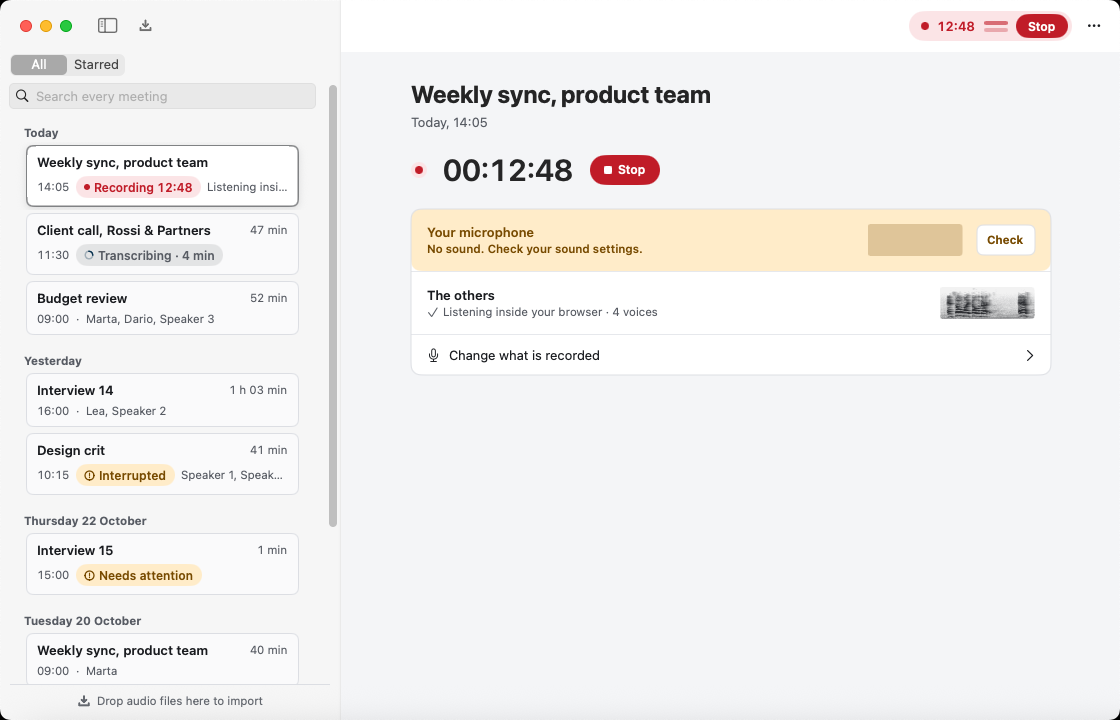 12:48
Stop
All
Starred
Search every meeting
Today
Weekly sync, product team
14:05
Recording 12:48
Listening insi…
Client call, Rossi & Partners
47 min
11:30
Transcribing · 4 min
Budget review
52 min
09:00 · Marta, Dario, Speaker 3
Yesterday
Interview 14
1 h 03 min
16:00 · Lea, Speaker 2
Design crit
41 min
10:15
Interrupted
Speaker 1, Speak…
Thursday 22 October
Interview 15
1 min
15:00
Needs attention
Tuesday 20 October
Weekly sync, product team
40 min
09:00 · Marta
Drop audio files here to import
Weekly sync, product team
Today, 14:05
00:12:48
Stop
Your microphone
No sound. Check your sound settings.
Check
The others
Listening inside your browser · 4 voices
Change what is recorded